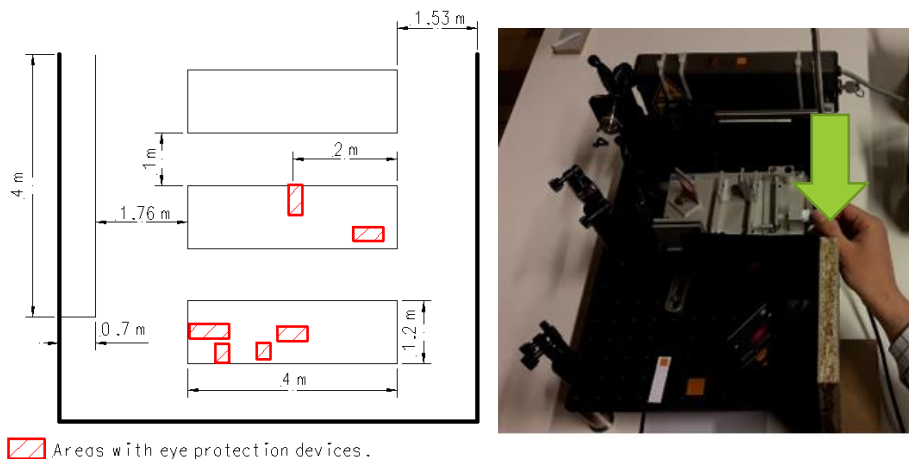 1.53 m
4 m
1 m
2 m
1.76 m
0.7 m
1.2 m
4 m
Areas with eye protection devices.